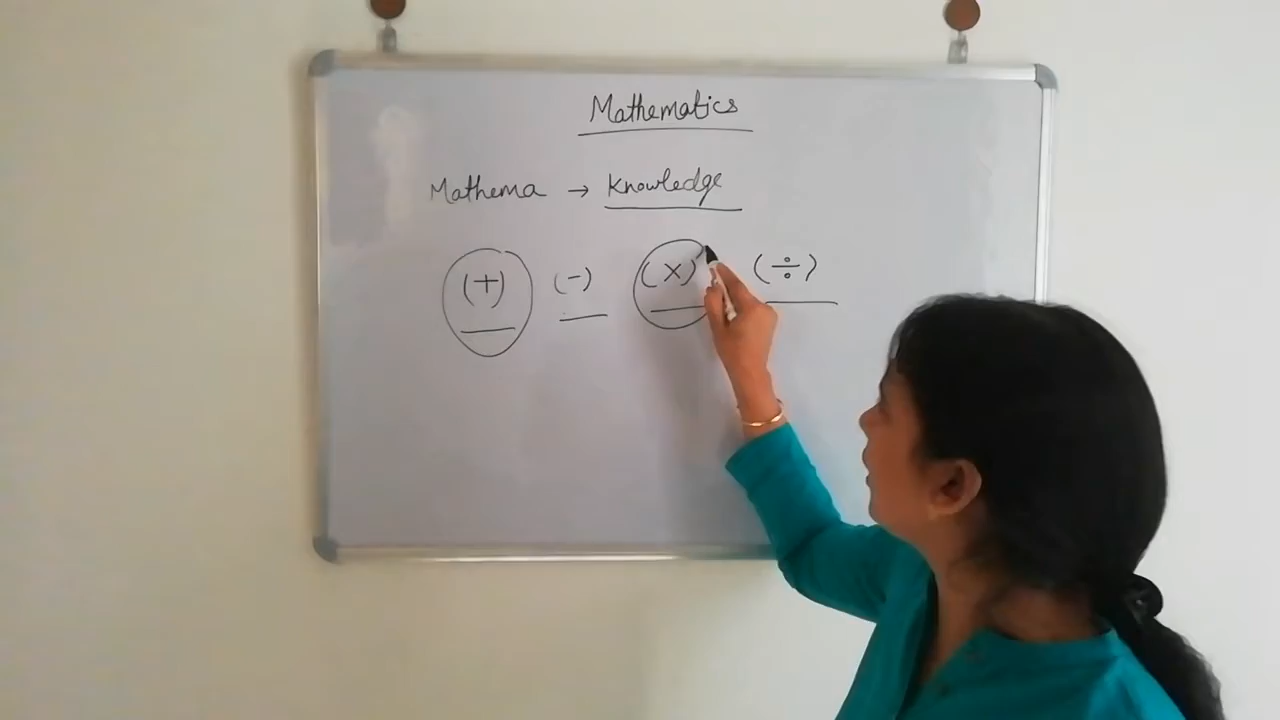 Mathematics
Mathema → Knowledge
(+) (-) (×) (÷)